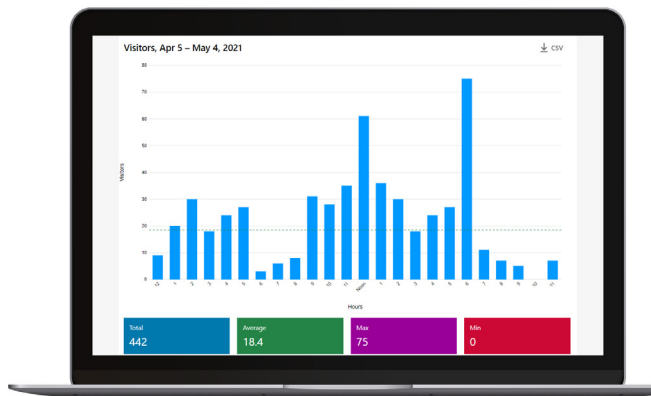 Visitors, Apr 5 – May 4, 2021
CSV
80
70
60
50
40
30
20
10
0
Visitors
12 1 2 3 4 5 6 7 8 9 10 11 Noon 1 2 3 4 5 6 7 8 9 10 11
Hours
Total
442
Average
18.4
Max
75
Min
0